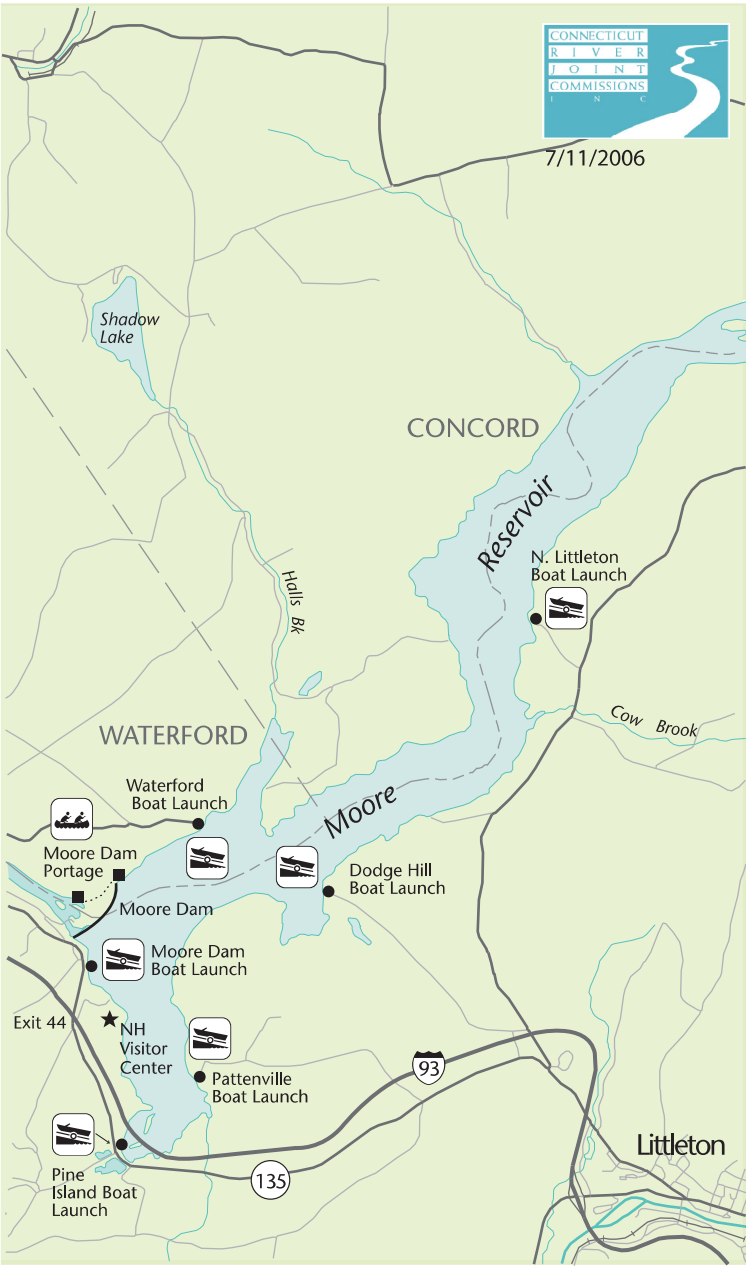 CONNECTICUT
RIVER
JOINT
COMMISSIONS
INC
7/11/2006
Shadow
Lake
CONCORD
Reservoir
N. Littleton
Boat Launch
Halls Bk
Cow Brook
WATERFORD
Waterford
Boat Launch
Moore
Moore Dam
Portage
Dodge Hill
Boat Launch
Moore Dam
Moore Dam
Boat Launch
Exit 44
NH
Visitor
Center
93
Pattenville
Boat Launch
Littleton
135
Pine
Island Boat
Launch